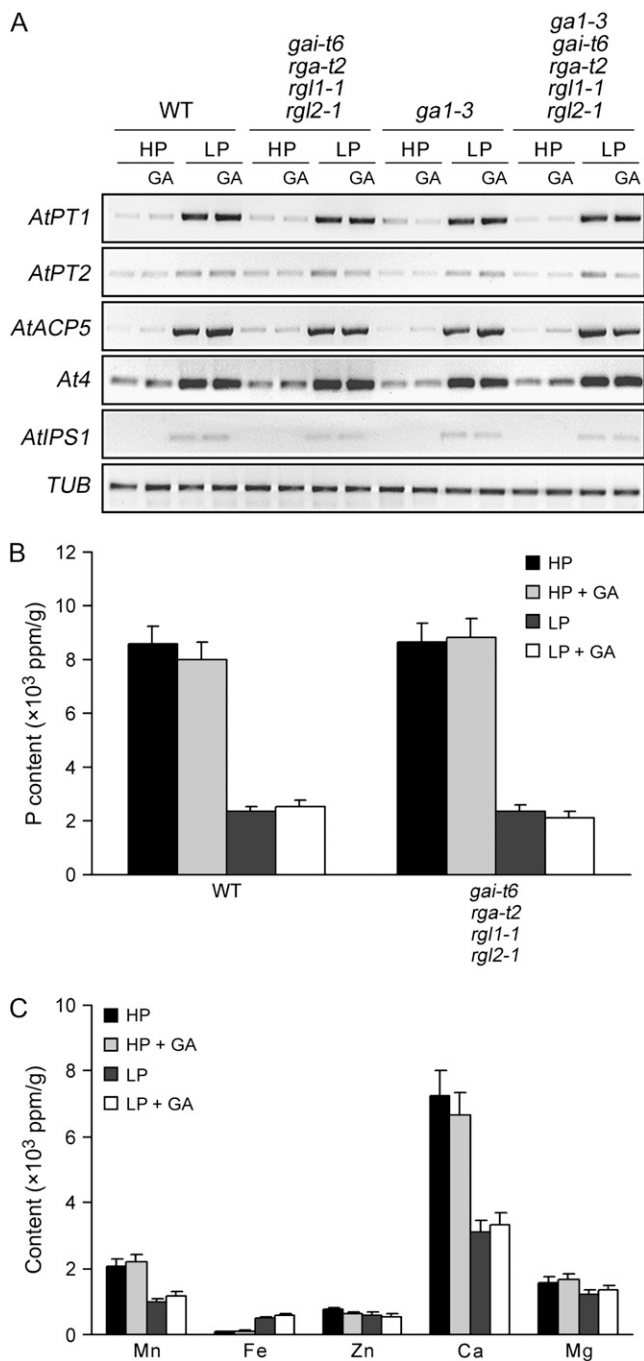 A
ga1-3
gai-t6 gai-t6
rga-t2 rga-t2
rgl1-1 rgl1-1
WT rgl2-1 ga1-3 rgl2-1
HP LP HP LP HP LP HP LP
GA GA GA GA GA GA GA GA
AtPT1
AtPT2
AtACP5
At4
AtIPS1
TUB
B
P content (×10³ ppm/g)
12
10
8
6
4
2
0
HP
HP + GA
LP
LP + GA
WT gai-t6
rga-t2
rgl1-1
rgl2-1
C
Content (×10³ ppm/g)
10
8
6
4
2
0
HP
HP + GA
LP
LP + GA
Mn Fe Zn Ca Mg